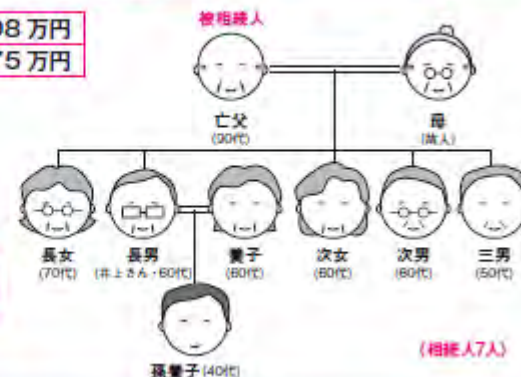 98 万円
75 万円
被相続人
亡父
(90代)
母
(故人)
長女
(70代)
長男
(井上さん・60代)
養子
(60代)
次女
(60代)
次男
(60代)
三男
(50代)
孫養子(40代)
(相続人7人)